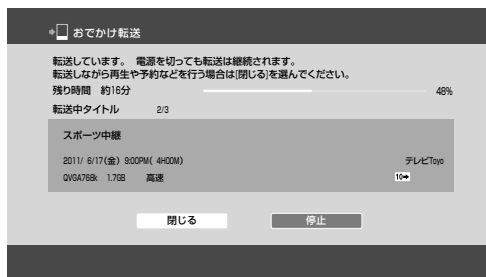 おでかけ転送
転送しています。 電源を切っても転送は継続されます。
転送しながら再生や予約などを行う場合は[閉じる]を選んでください。
残り時間 約16分 48%
転送中タイトル 2/3
スポーツ中継
2011/ 6/17(金) 9:00PM( 4H00M) テレビToyo
QVGA768k 1.7GB 高速 10
閉じる 停止